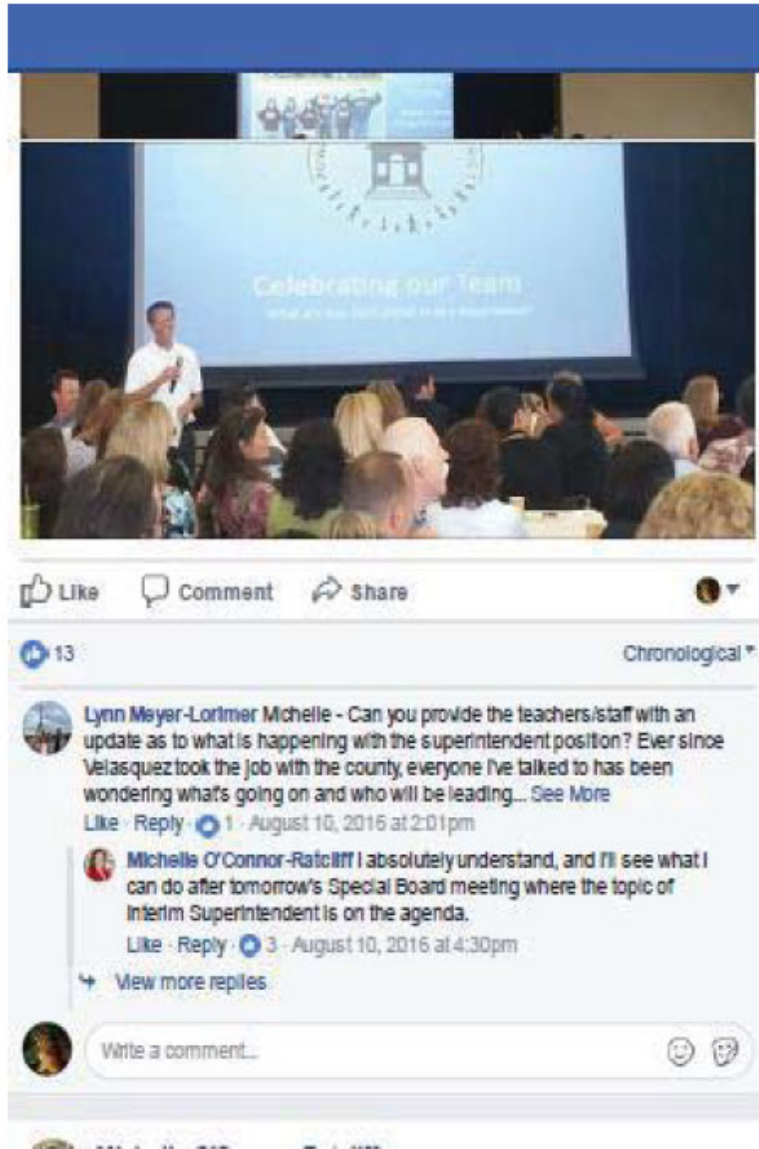 Celebrating our Team
Like Comment Share
13 Chronological
Lynn Meyer-Lorimer Michelle - Can you provide the teachers/staff with an
update as to what is happening with the superintendent position? Ever since
Velasquez took the job with the county, everyone I've talked to has been
wondering what's going on and who will be leading... See More
Like · Reply · 1 · August 10, 2016 at 2:01pm
Michelle O'Connor-Ratcliff I absolutely understand, and I'll see what I
can do after tomorrow's Special Board meeting where the topic of
Interim Superintendent is on the agenda.
Like · Reply · 3 · August 10, 2016 at 4:30pm
View more replies
Write a comment...